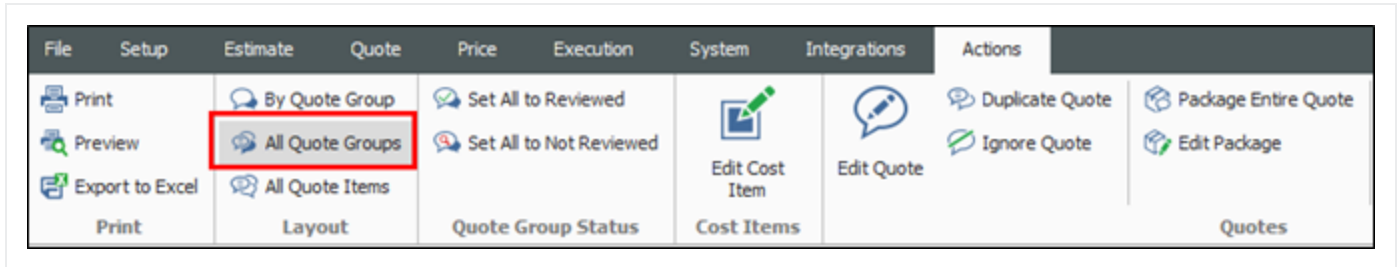 File Setup Estimate Quote Price Execution System Integrations Actions
Print By Quote Group Set All to Reviewed Duplicate Quote Package Entire Quote
Preview All Quote Groups Set All to Not Reviewed Ignore Quote Edit Package
Edit Cost Item Edit Quote
Export to Excel All Quote Items
Print Layout Quote Group Status Cost Items Quotes